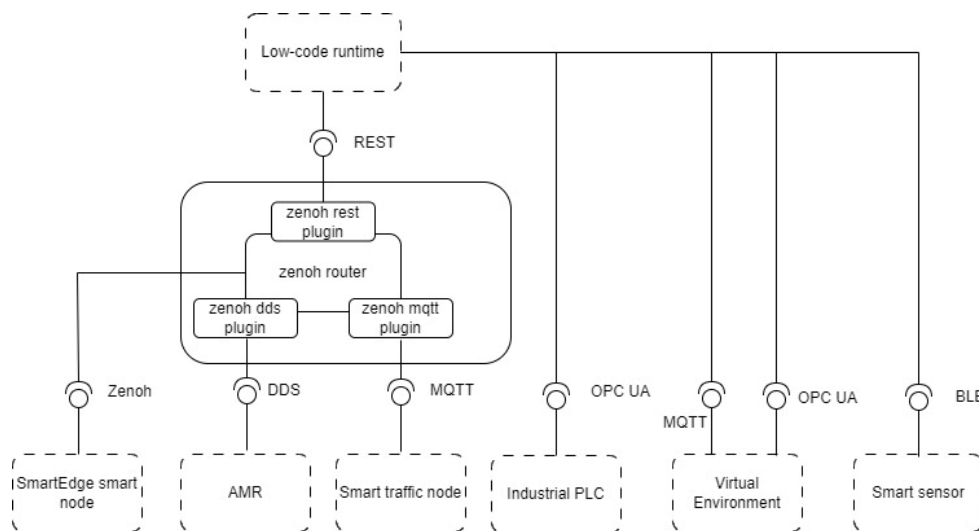 Low-code runtime
REST
zenoh rest
plugin
zenoh router
zenoh dds
plugin
zenoh mqtt
plugin
Zenoh
DDS
MQTT
OPC UA
MQTT
OPC UA
BLE
SmartEdge smart
node
AMR
Smart traffic node
Industrial PLC
Virtual
Environment
Smart sensor